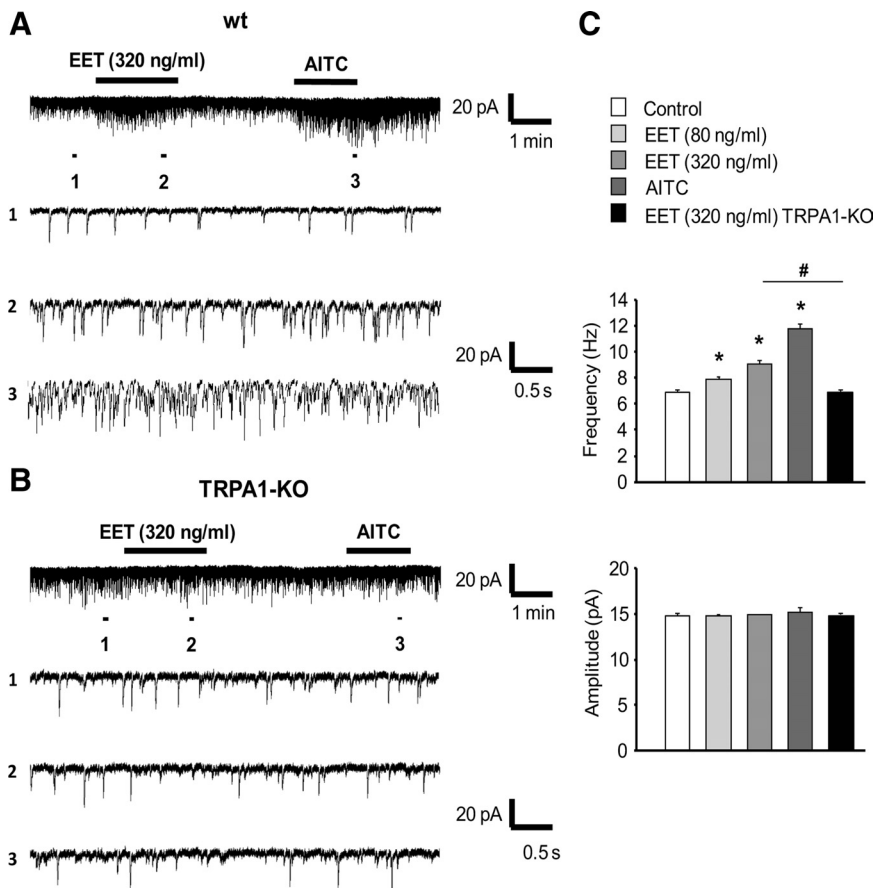 A
wt
EET (320 ng/ml)
AITC
20 pA
1 min
1 2 3
1
2
20 pA
0.5 s
3
B
TRPA1-KO
EET (320 ng/ml)
AITC
20 pA
1 min
1 2 3
1
2
20 pA
0.5 s
3
C
Control
EET (80 ng/ml)
EET (320 ng/ml)
AITC
EET (320 ng/ml) TRPA1-KO
#
* * *
Frequency (Hz)
14
12
10
8
6
4
2
0
Amplitude (pA)
20
15
10
5
0